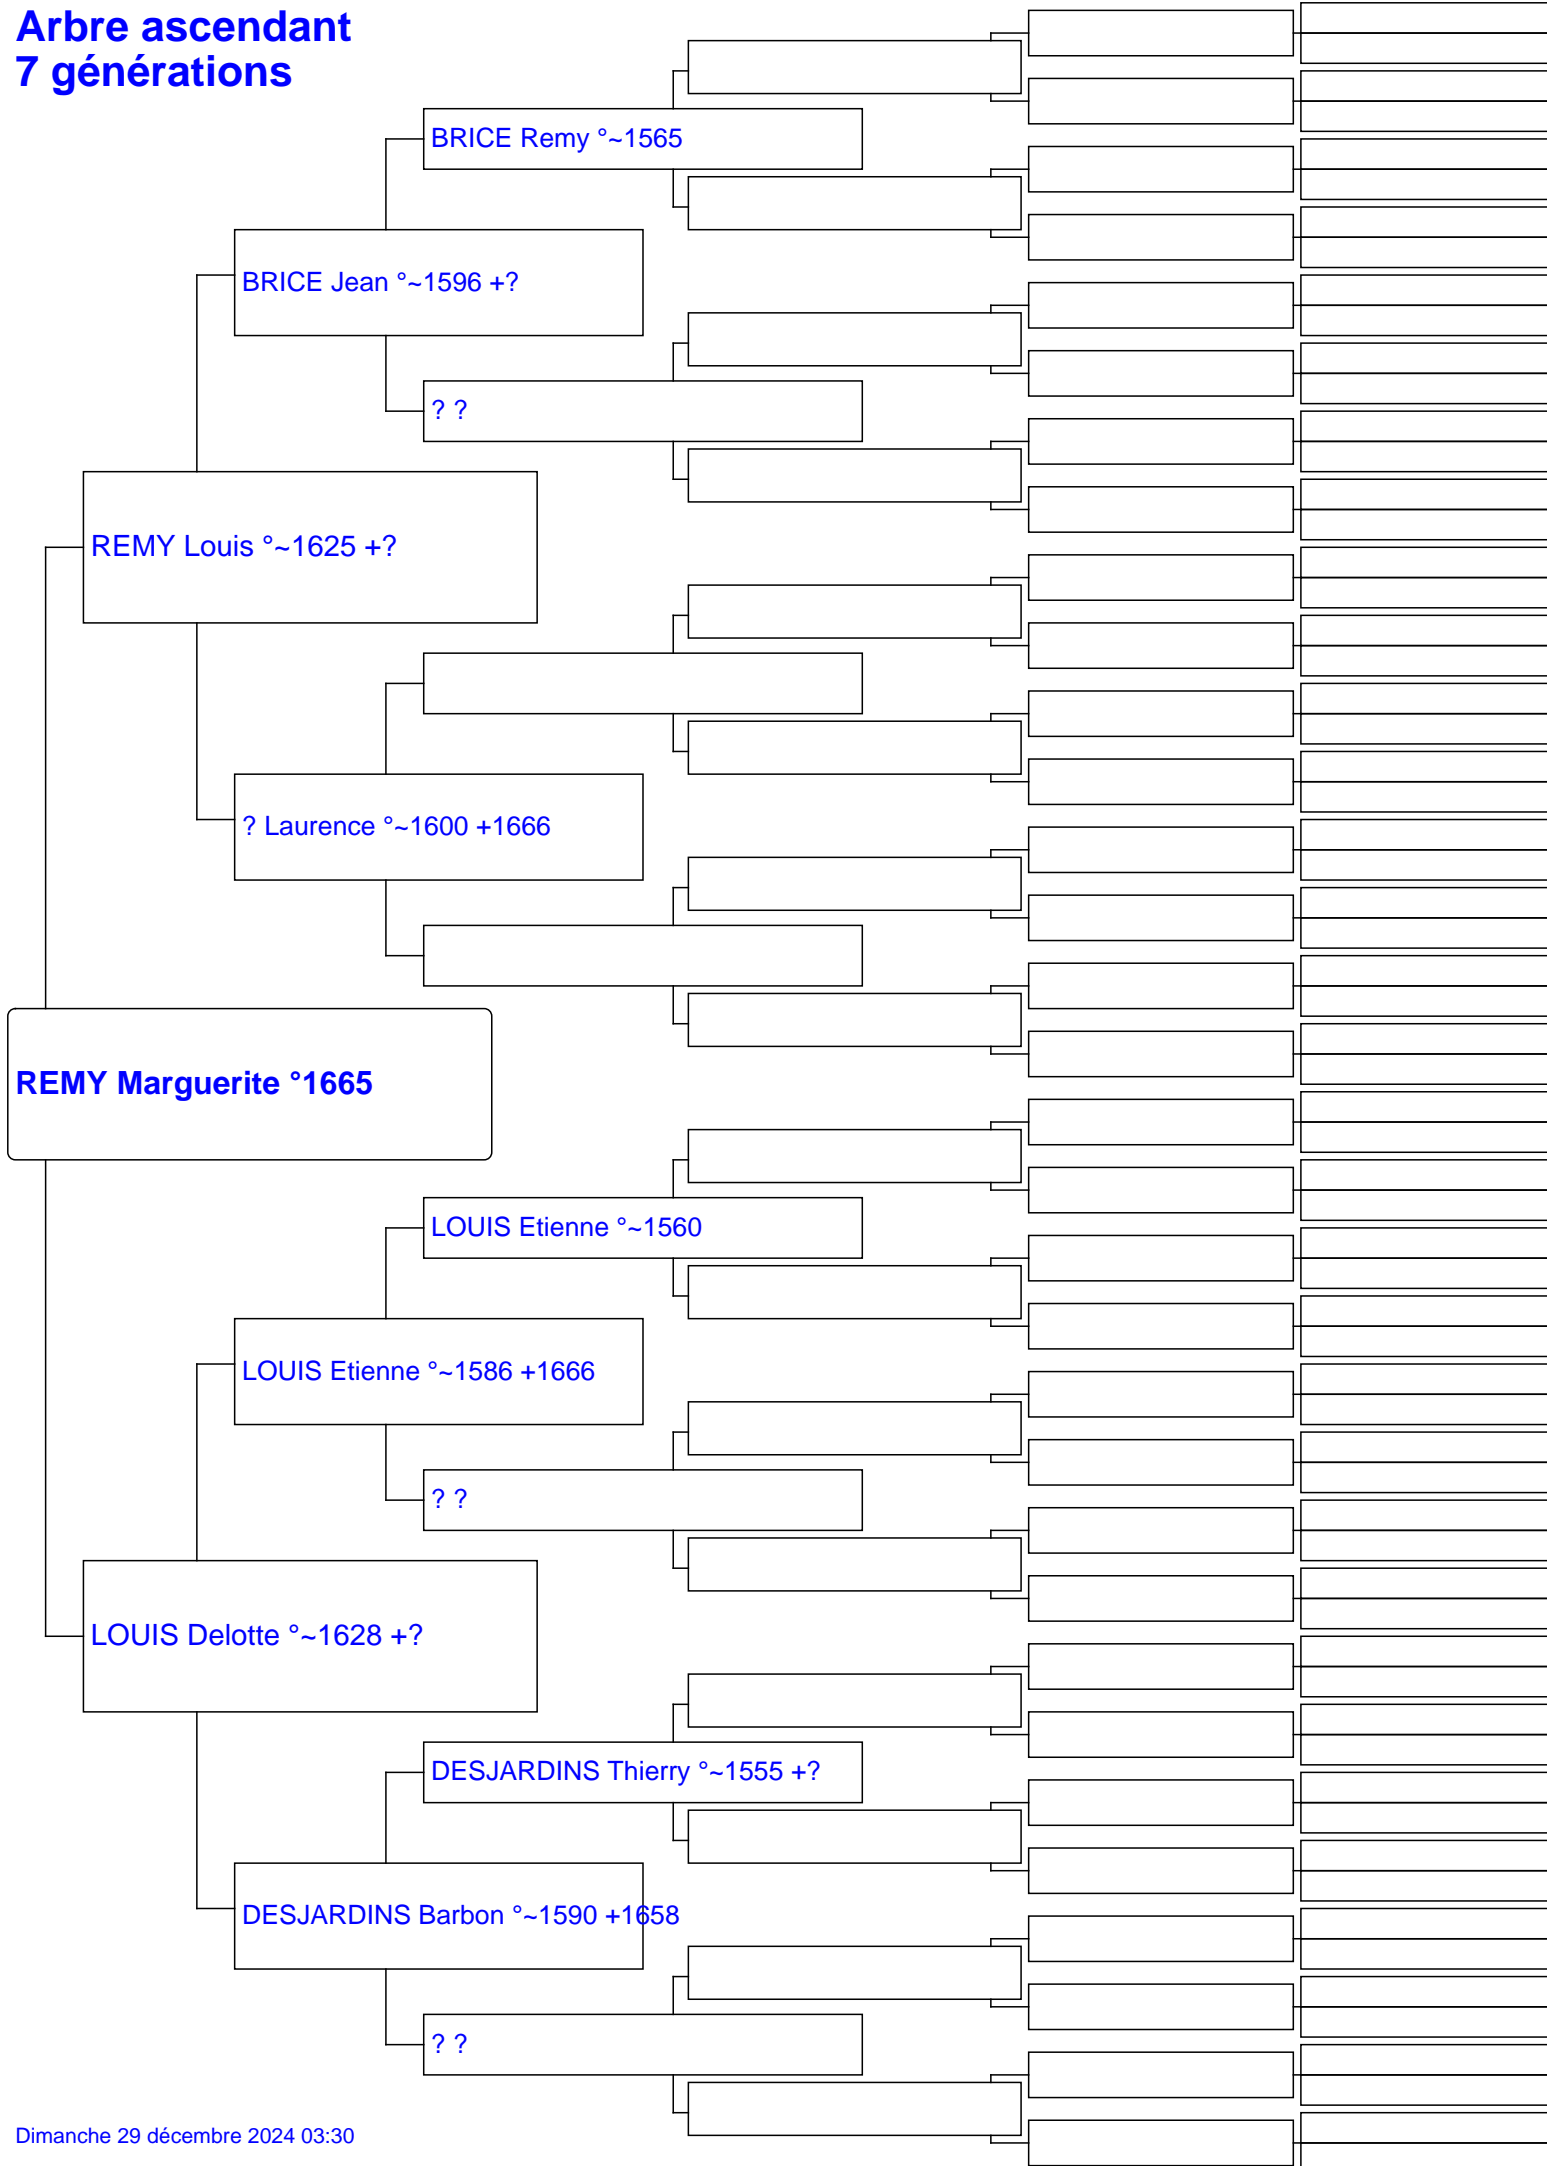 Arbre ascendant
7 générations
BRICE Remy °~1565
BRICE Jean °~1596 +?
? ?
REMY Louis °~1625 +?
? Laurence °~1600 +1666
REMY Marguerite °1665
LOUIS Etienne °~1560
LOUIS Etienne °~1586 +1666
? ?
LOUIS Delotte °~1628 +?
DESJARDINS Thierry °~1555 +?
DESJARDINS Barbon °~1590 +1658
? ?
Dimanche 29 décembre 2024 03:30